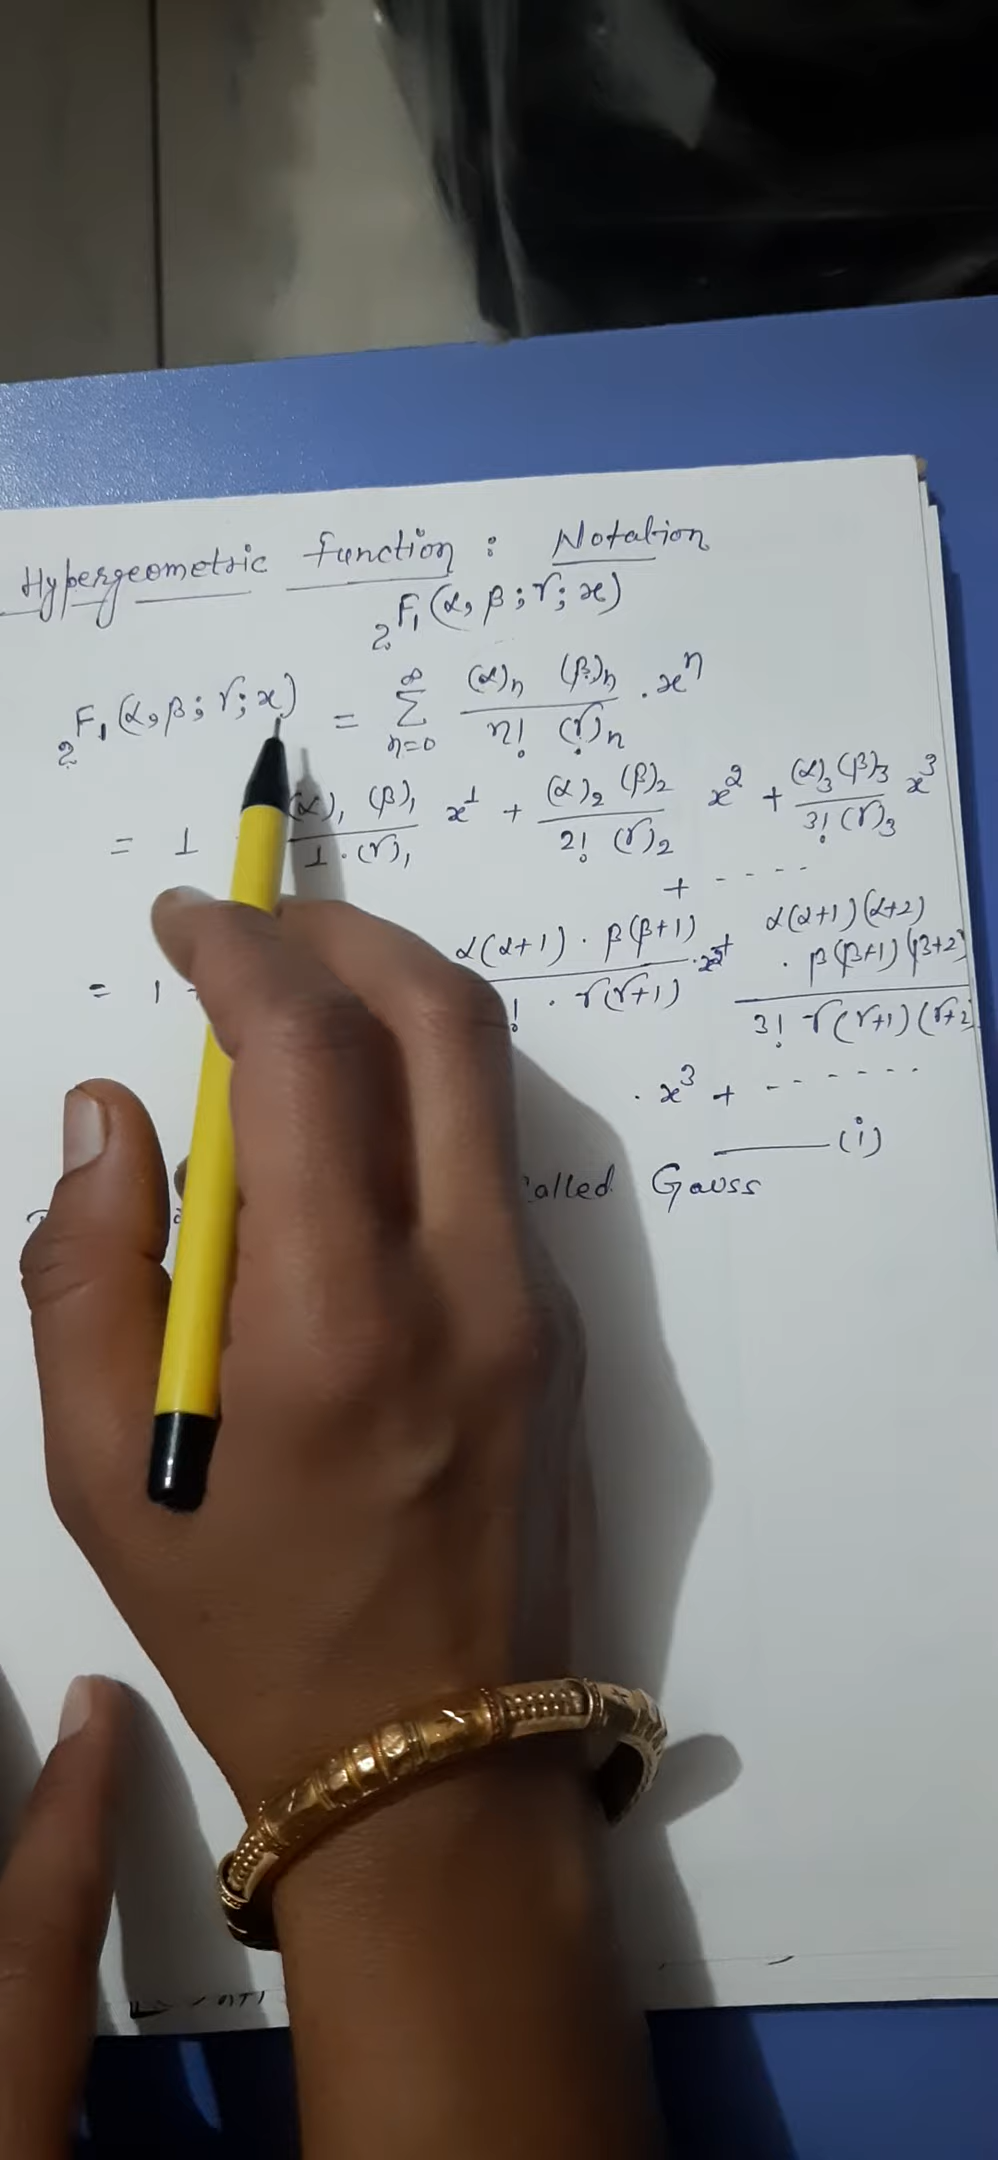 Hypergeometric function : Notation
₂F₁(α, β ; γ ; x)
₂F₁(α, β ; γ ; x) = ∞ Σ n=0 (α)n (β)n / n! (γ)n . xⁿ
= 1 (α)₁ (β)₁ / 1 . (γ)₁ x¹ + (α)₂ (β)₂ / 2! (γ)₂ x² + (α)₃ (β)₃ / 3! (γ)₃ x³
+ - - - -
= 1 + α(α+1) . β(β+1) / ! . γ(γ+1) . x² + α(α+1)(α+2) . β(β+1)(β+2) / 3! γ(γ+1)(γ+2
. x³ + - - - - - -
——— (i)
called Gauss